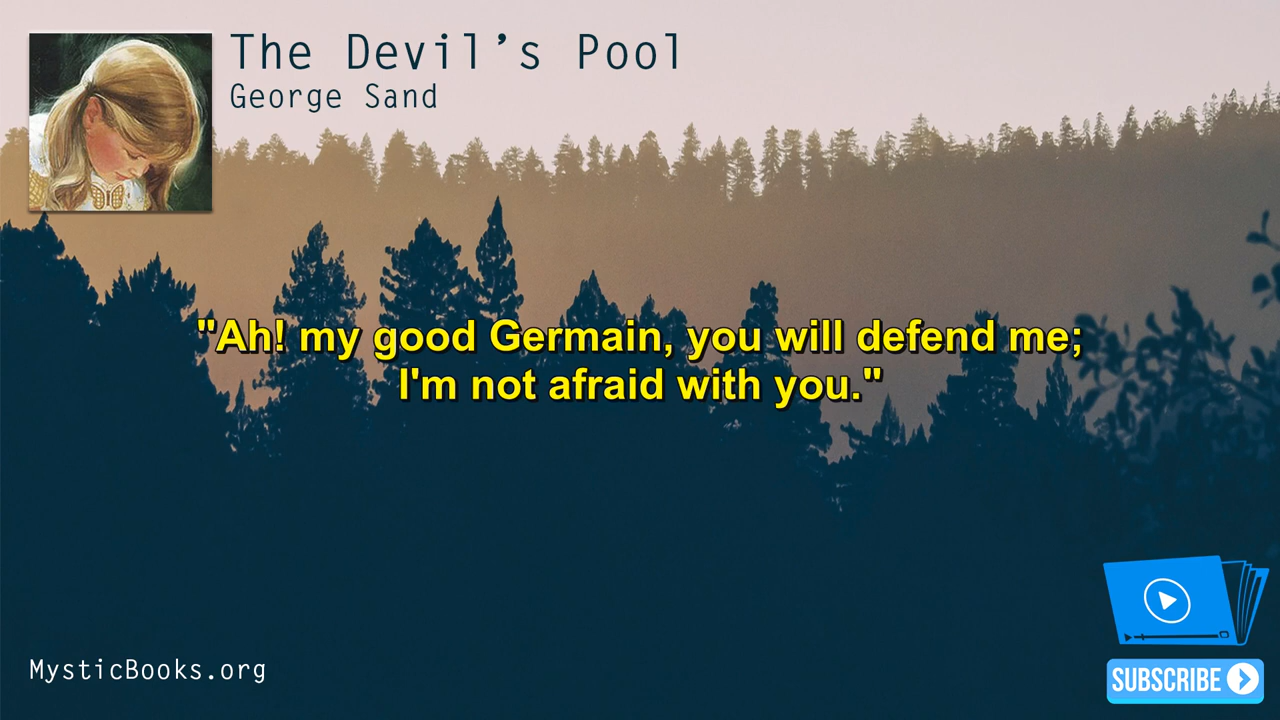 The Devil's Pool
George Sand
"Ah! my good Germain, you will defend me;
I'm not afraid with you."
MysticBooks.org
SUBSCRIBE